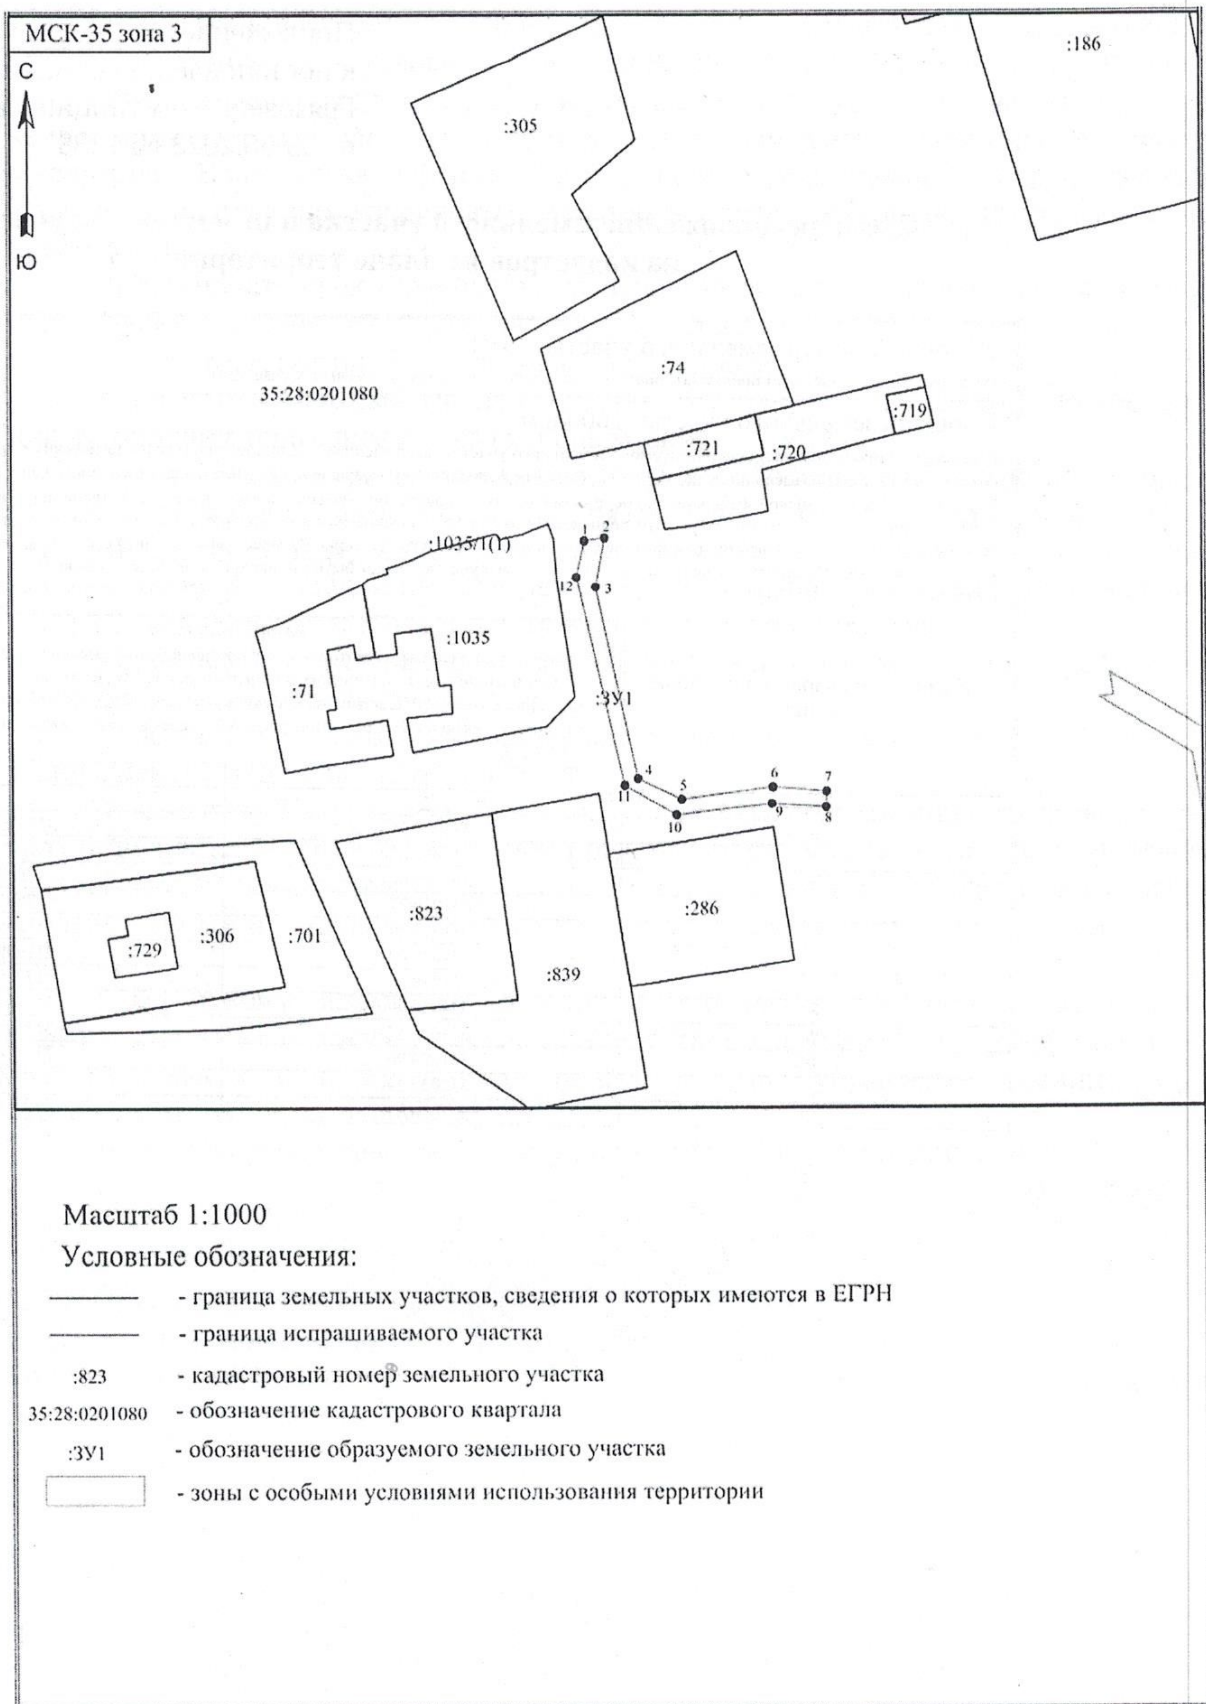 МСК-35 зона 3
С
Ю
:186
:305
:74
35:28:0201080
:719
:721
:720
:1035/1(1)
1
2
12
3
:1035
:71
:ЗУ1
4
5
6
7
11
10
9
8
:823
:286
:729
:306
:701
:839
Масштаб 1:1000
Условные обозначения:
- граница земельных участков, сведения о которых имеются в ЕГРН
- граница испрашиваемого участка
:823 - кадастровый номер земельного участка
35:28:0201080 - обозначение кадастрового квартала
:ЗУ1 - обозначение образуемого земельного участка
- зоны с особыми условиями использования территории